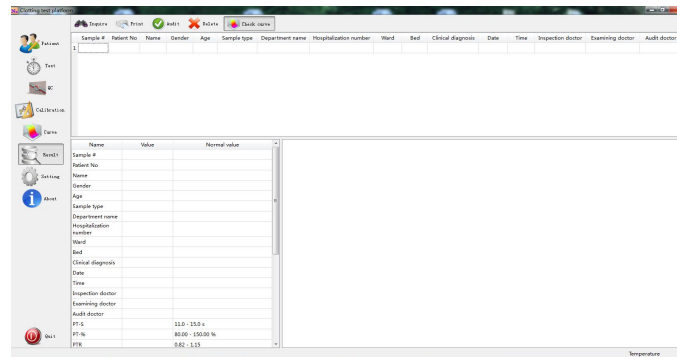 Clotting test platform
Inquire Print Audit Delete Check curve
Patient
Test
QC
Calibration
Curve
Result
Setting
About
Quit
Sample # Patient No Name Gender Age Sample type Department name Hospitalization number Ward Bed Clinical diagnosis Date Time Inspection doctor Examining doctor Audit doctor
1
Name Value Normal value
Sample #
Patient No
Name
Gender
Age
Sample type
Department name
Hospitalization
number
Ward
Bed
Clinical diagnosis
Date
Time
Inspection doctor
Examining doctor
Audit doctor
PT-S 11.0 - 15.0 s
PT-% 80.00 - 150.00 %
PTR 0.82 - 1.15
Temperature